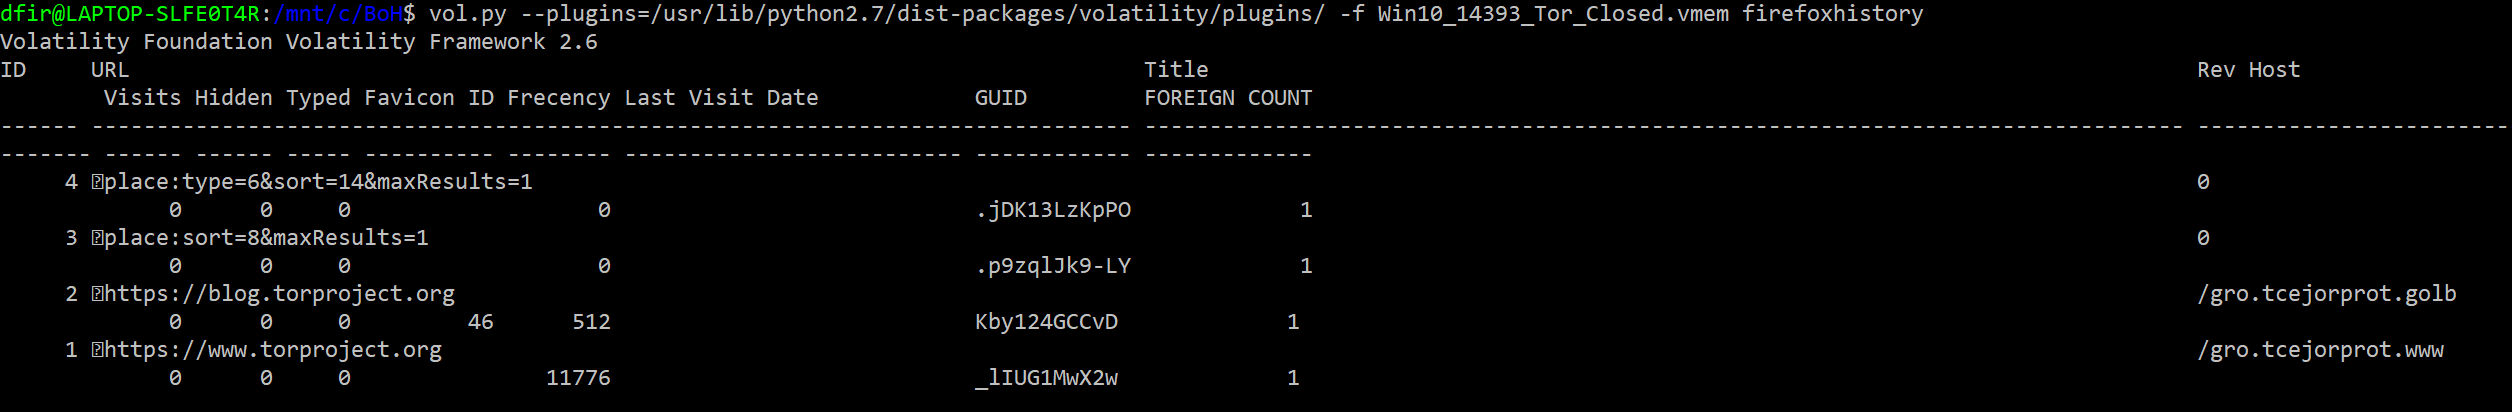 dfir@LAPTOP-SLFE0T4R:/mnt/c/BoH$ vol.py --plugins=/usr/lib/python2.7/dist-packages/volatility/plugins/ -f Win10_14393_Tor_Closed.vmem firefoxhistory
Volatility Foundation Volatility Framework 2.6
ID     URL                                                                              Title                                                                            Rev Host
        Visits Hidden Typed Favicon ID Frecency Last Visit Date            GUID         FOREIGN COUNT
------ -------------------------------------------------------------------------------- -------------------------------------------------------------------------------- ------------------------
------- ------ ------ ----- ---------- -------- -------------------------- ------------ -------------
     4 place:type=6&sort=14&maxResults=1                                                                                                                                0
             0      0     0                   0                            .jDK13LzKpPO             1
     3 place:sort=8&maxResults=1                                                                                                                                        0
             0      0     0                   0                            .p9zqlJk9-LY             1
     2 https://blog.torproject.org                                                                                                                                      /gro.tcejorprot.golb
             0      0     0         46      512                            Kby124GCCvD             1
     1 https://www.torproject.org                                                                                                                                       /gro.tcejorprot.www
             0      0     0               11776                            _lIUG1MwX2w             1